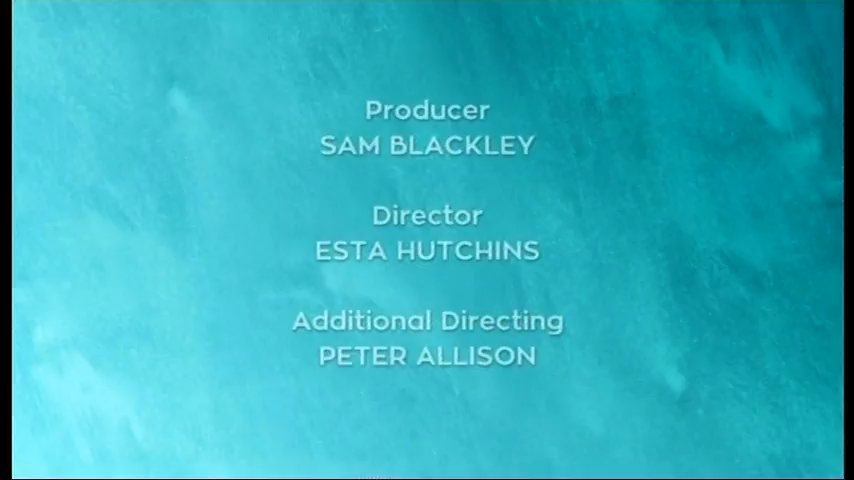 Producer
SAM BLACKLEY
Director
ESTA HUTCHINS
Additional Directing
PETER ALLISON